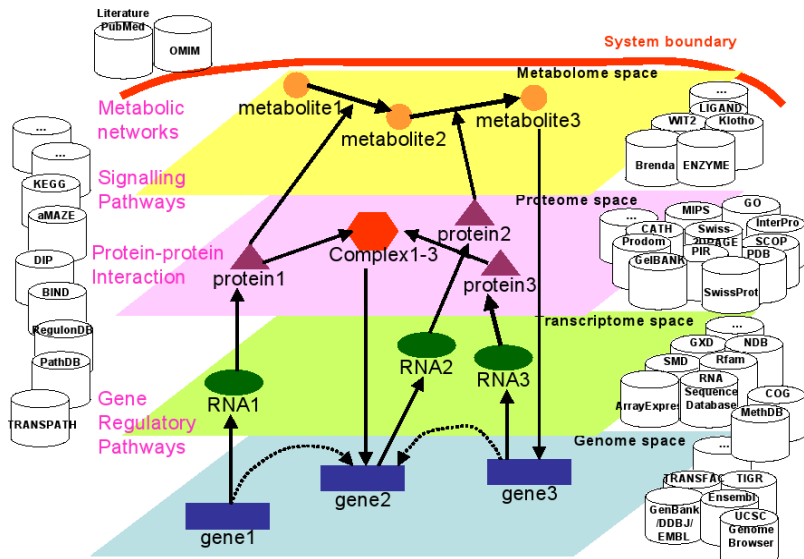 Literature
PubMed
OMIM
System boundary
Metabolome space
metabolite1
metabolite2
metabolite3
Metabolic
networks
Signalling
Pathways
Protein-protein
Interaction
Gene
Regulatory
Pathways
...
...
KEGG
aMAZE
DIP
BIND
RegulonDB
PathDB
TRANSPATH
...
LIGAND
WIT2
Klotho
Brenda
ENZYME
Proteome space
protein1
Complex1-3
protein2
protein3
...
MIPS
GO
CATH
Swiss-
2DPAGE
InterPro
Prodom
PIR
SCOP
PDB
GelBANK
SwissProt
Transcriptome space
RNA1
RNA2
RNA3
...
GXD
NDB
SMD
Rfam
RNA
Sequence
Database
ArrayExpres
COG
MethDB
Genome space
gene1
gene2
gene3
...
TRANSFAC
TIGR
Ensembl
GenBank
/DDBJ/
EMBL
UCSC
Genome
Browser